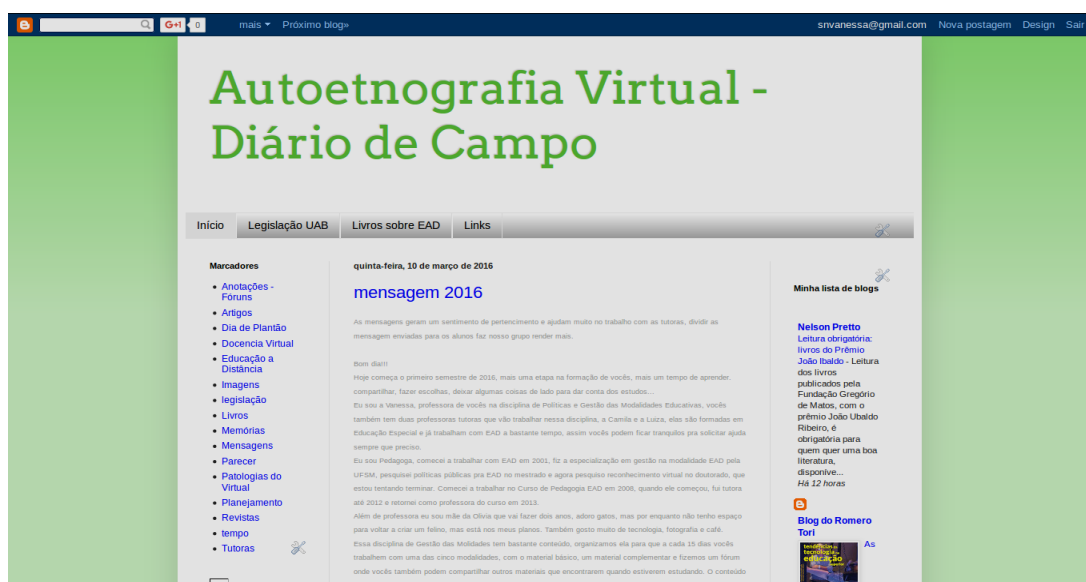 G+1 0 mais Próximo blog» snvanessa@gmail.com Nova postagem Design Sair
Autoetnografia Virtual -
Diário de Campo
Início Legislação UAB Livros sobre EAD Links
Marcadores
Anotações -
Fóruns
Artigos
Dia de Plantão
Docencia Virtual
Educação a
Distância
Imagens
legislação
Livros
Memórias
Mensagens
Parecer
Patologias do
Virtual
Planejamento
Revistas
tempo
Tutoras
quinta-feira, 10 de março de 2016
mensagem 2016
As mensagens geram um sentimento de pertencimento e ajudam muito no trabalho com as tutoras, dividir as
mensagem enviadas para os alunos faz nosso grupo render mais.
Bom dia!!!
Hoje começa o primeiro semestre de 2016, mais uma etapa na formação de vocês, mais um tempo de aprender,
compartilhar, fazer escolhas, deixar algumas coisas de lado para dar conta dos estudos...
Eu sou a Vanessa, professora de vocês na disciplina de Políticas e Gestão das Modalidades Educativas, vocês
também tem duas professoras tutoras que vão trabalhar nessa disciplina, a Camila e a Luiza, elas são formadas em
Educação Especial e já trabalham com EAD a bastante tempo, assim vocês podem ficar tranquilos pra solicitar ajuda
sempre que preciso.
Eu sou Pedagoga, comecei a trabalhar com EAD em 2001, fiz a especialização em gestão na modalidade EAD pela
UFSM, pesquisei políticas públicas pra EAD no mestrado e agora pesquiso reconhecimento virtual no doutorado, que
estou tentando terminar. Comecei a trabalhar no Curso de Pedagogia EAD em 2008, quando ele começou, fui tutora
até 2012 e retornei como professora do curso em 2013.
Além de professora eu sou mãe da Olívia que vai fazer dois anos, adoro gatos, mas por enquanto não tenho espaço
para voltar a criar um felino, mas está nos meus planos. Também gosto muito de tecnologia, fotografia e café.
Essa disciplina de Gestão das Molidades tem bastante conteúdo, organizamos ela para que a cada 15 dias vocês
trabalhem com uma das cinco modalidades, com o material básico, um material complementar e fizemos um fórum
onde vocês também podem compartilhar outros materiais que encontrarem quando estiverem estudando. O conteúdo
Minha lista de blogs
Nelson Pretto
Leitura obrigatória:
livros do Prêmio
João Ibaldo - Leitura
dos livros
publicados pela
Fundação Gregório
de Matos, com o
prêmio João Ubaldo
Ribeiro, é
obrigatória para
quem quer uma boa
literatura,
disponíve...
Há 12 horas
Blog do Romero
Tori
As
tendências
tecnologia
educação